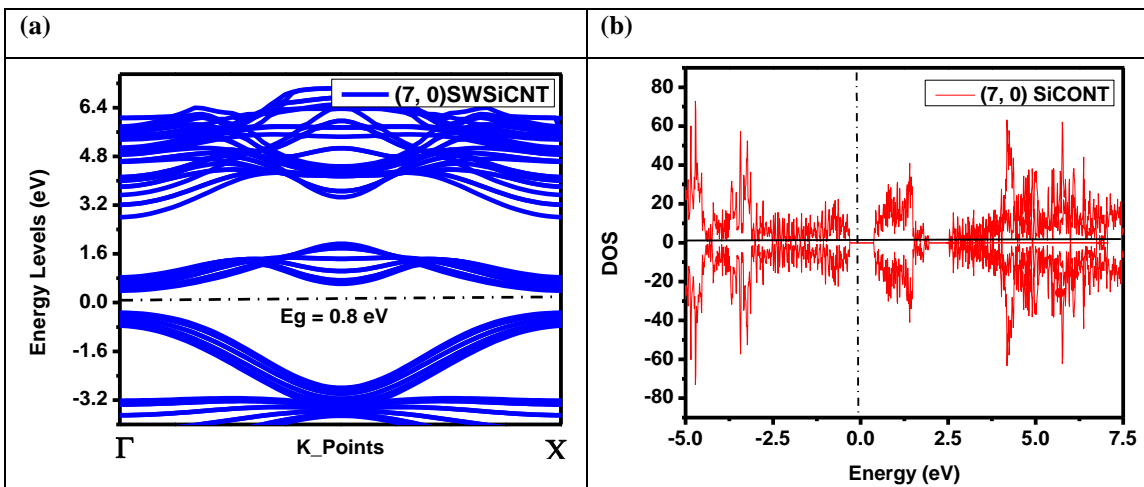 (a)
(b)
(7, 0)SWSiCNT
6.4
4.8
3.2
1.6
0.0
-1.6
-3.2
Energy Levels (eV)
Eg = 0.8 eV
Γ
K_Points
X
(7, 0) SiCONT
80
60
40
20
0
-20
-40
-60
-80
DOS
-5.0
-2.5
0.0
2.5
5.0
7.5
Energy (eV)